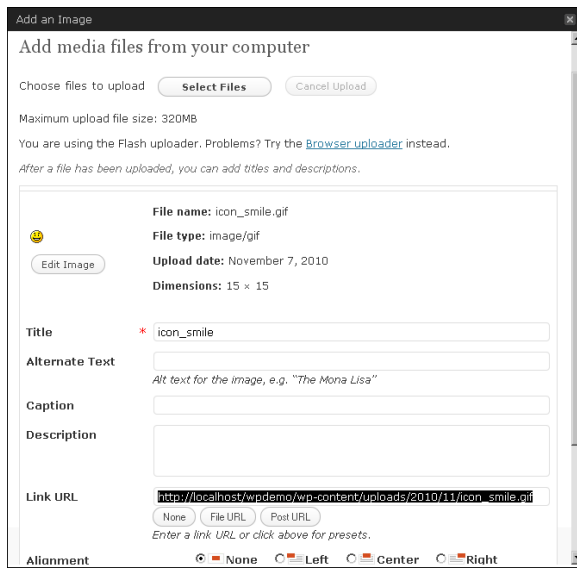 Add an Image
Add media files from your computer
Choose files to upload Select Files Cancel Upload
Maximum upload file size: 320MB
You are using the Flash uploader. Problems? Try the Browser uploader instead.
After a file has been uploaded, you can add titles and descriptions.
File name: icon_smile.gif
File type: image/gif
Edit Image
Upload date: November 7, 2010
Dimensions: 15 × 15
Title * icon_smile
Alternate Text
Alt text for the image, e.g. "The Mona Lisa"
Caption
Description
Link URL http://localhost/wpdemo/wp-content/uploads/2010/11/icon_smile.gif
None File URL Post URL
Enter a link URL or click above for presets.
Alignment None Left Center Right